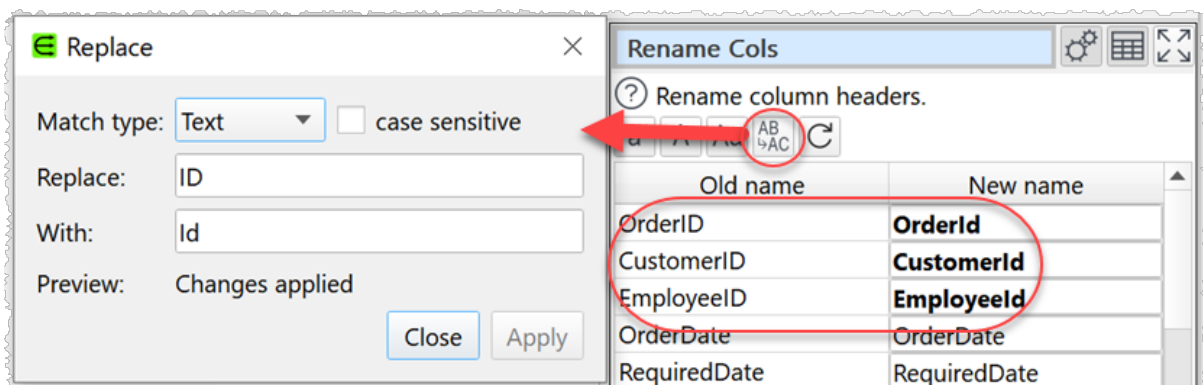 Replace
Match type: Text case sensitive
Replace: ID
With: Id
Preview: Changes applied
Close Apply
Rename Cols
Rename column headers.
AB
AC
Old name New name
OrderID OrderId
CustomerID CustomerId
EmployeeID EmployeeId
OrderDate OrderDate
RequiredDate RequiredDate